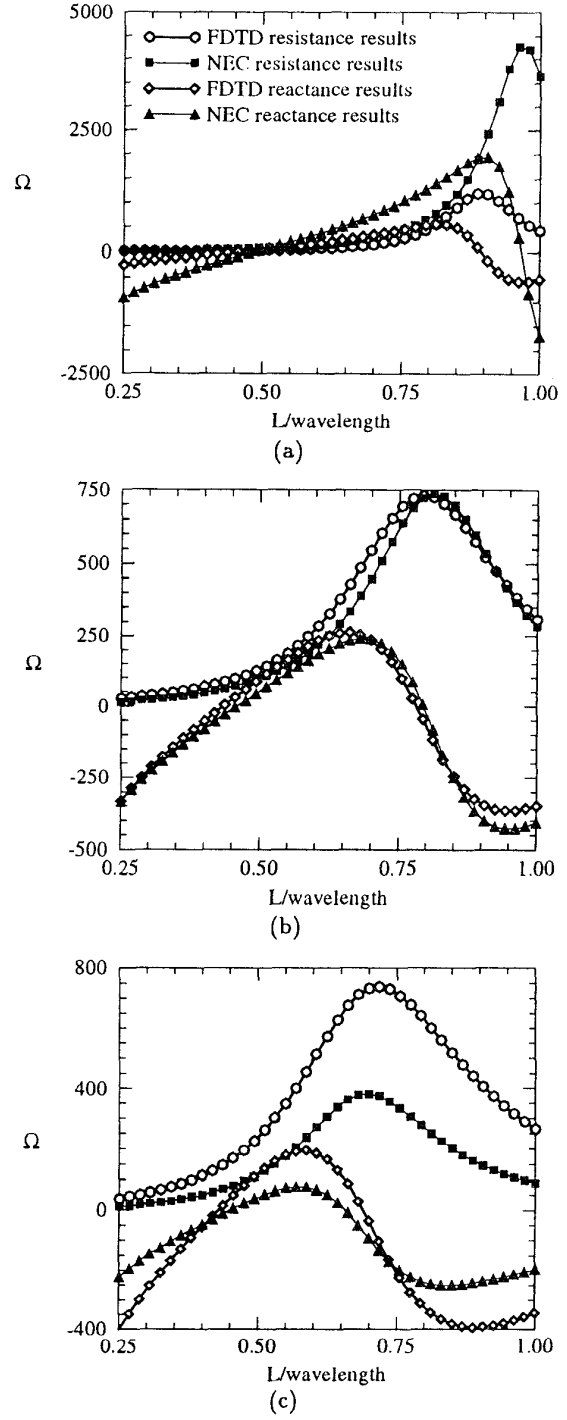 5000
FDTD resistance results
NEC resistance results
FDTD reactance results
NEC reactance results
2500
Ω
0
-2500
0.25 0.50 0.75 1.00
L/wavelength
(a)
750
500
250
Ω
0
-250
-500
0.25 0.50 0.75 1.00
L/wavelength
(b)
800
400
Ω
0
-400
0.25 0.50 0.75 1.00
L/wavelength
(c)